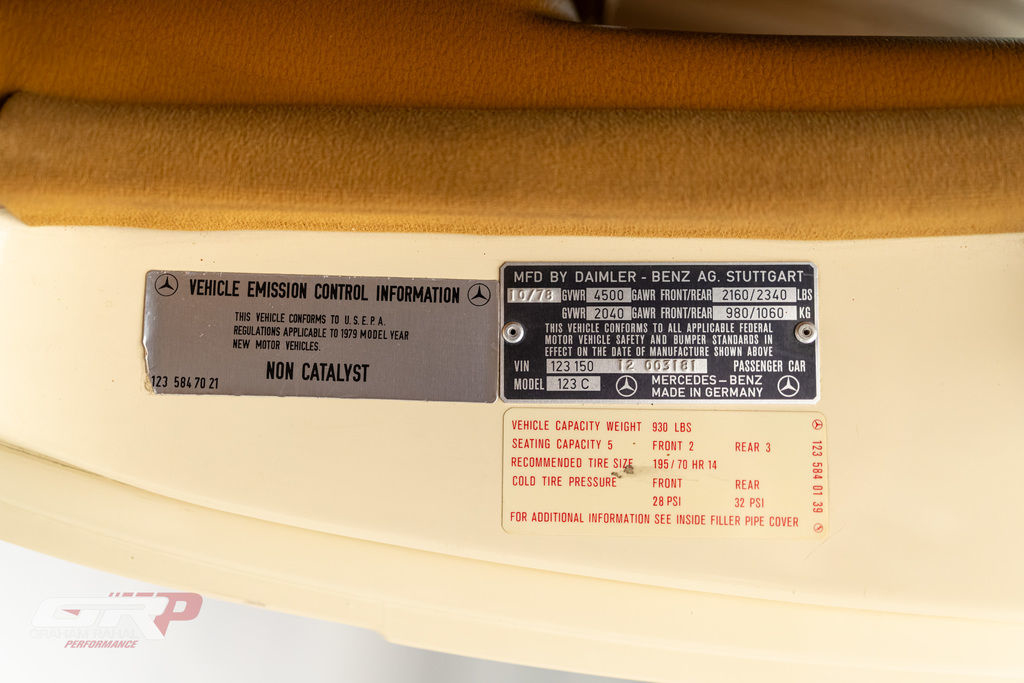 VEHICLE EMISSION CONTROL INFORMATION
THIS VEHICLE CONFORMS TO U.S.E.P.A.
REGULATIONS APPLICABLE TO 1979 MODEL YEAR
NEW MOTOR VEHICLES.
NON CATALYST
123 584 70 21
MFD BY DAIMLER - BENZ AG. STUTTGART
10/78 GVWR 4500 GAWR FRONT/REAR 2160/2340 LBS
GVWR 2040 GAWR FRONT/REAR 980/1060 KG
THIS VEHICLE CONFORMS TO ALL APPLICABLE FEDERAL
MOTOR VEHICLE SAFETY AND BUMPER STANDARDS IN
EFFECT ON THE DATE OF MANUFACTURE SHOWN ABOVE
VIN 123 150 12 003181 PASSENGER CAR
MODEL 123 C MERCEDES-BENZ
MADE IN GERMANY
VEHICLE CAPACITY WEIGHT 930 LBS
SEATING CAPACITY 5 FRONT 2 REAR 3
RECOMMENDED TIRE SIZE 195/70 HR 14
COLD TIRE PRESSURE FRONT REAR
28 PSI 32 PSI
FOR ADDITIONAL INFORMATION SEE INSIDE FILLER PIPE COVER
123 584 01 39
GRP
GRAHAM RAHAL
PERFORMANCE